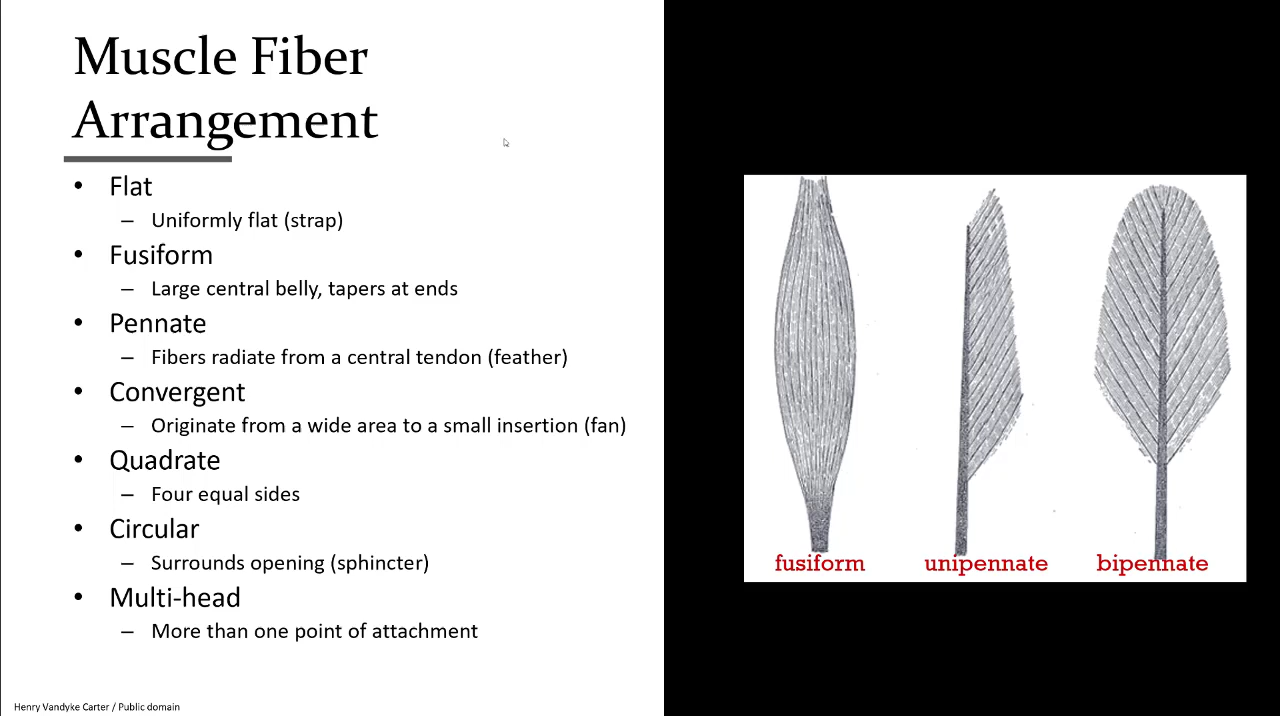 Muscle Fiber
Arrangement
• Flat
– Uniformly flat (strap)
• Fusiform
– Large central belly, tapers at ends
• Pennate
– Fibers radiate from a central tendon (feather)
• Convergent
– Originate from a wide area to a small insertion (fan)
• Quadrate
– Four equal sides
• Circular
– Surrounds opening (sphincter)
• Multi-head
– More than one point of attachment
Henry Vandyke Carter / Public domain
fusiform unipennate bipennate